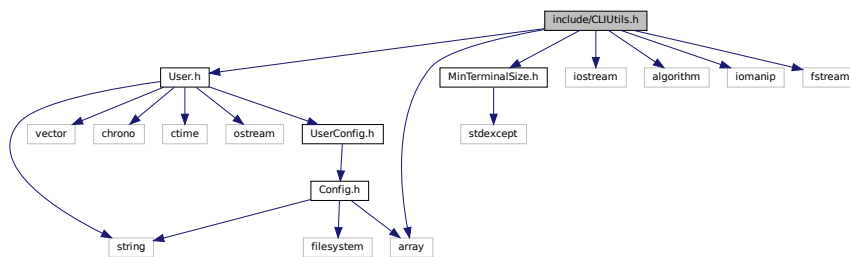 include/CLIUtils.h
User.h
MinTerminalSize.h
iostream
algorithm
iomanip
fstream
vector
chrono
ctime
ostream
UserConfig.h
stdexcept
Config.h
string
filesystem
array